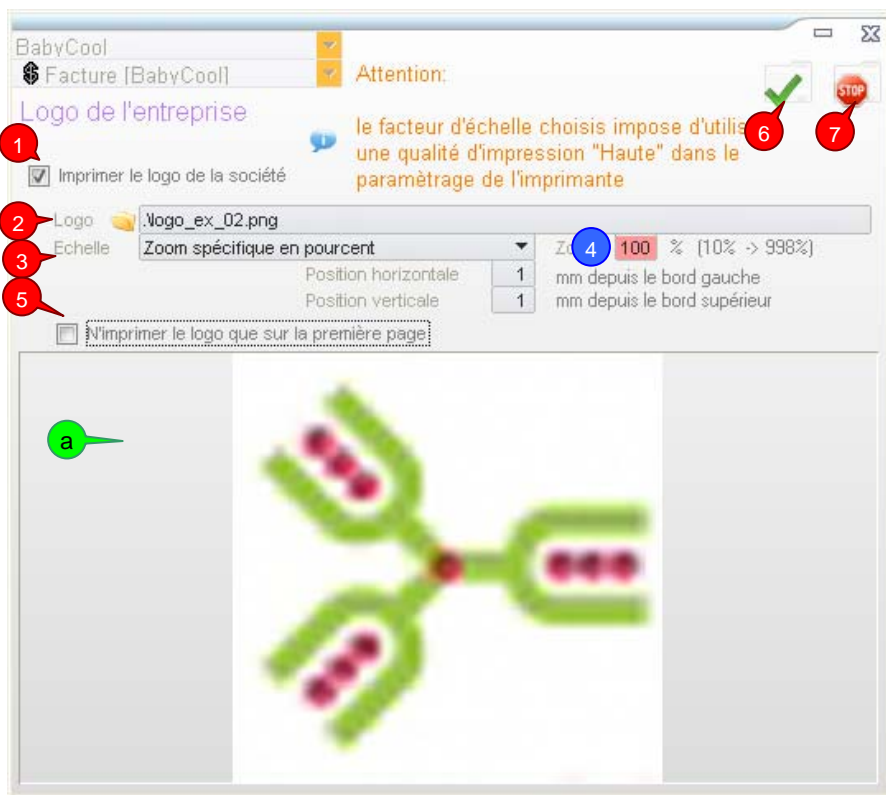 BabyCool
Facture [BabyCool]
Attention:
Logo de l'entreprise
le facteur d'échelle choisis impose d'utilis
une qualité d'impression "Haute" dans le
paramètrage de l'imprimante
STOP
6
7
1
Imprimer le logo de la société
2
Logo .\logo_ex_02.png
3
Echelle Zoom spécifique en pourcent
4
100 % (10% -> 998%)
Position horizontale 1 mm depuis le bord gauche
5
Position verticale 1 mm depuis le bord supérieur
N'imprimer le logo que sur la première page
a